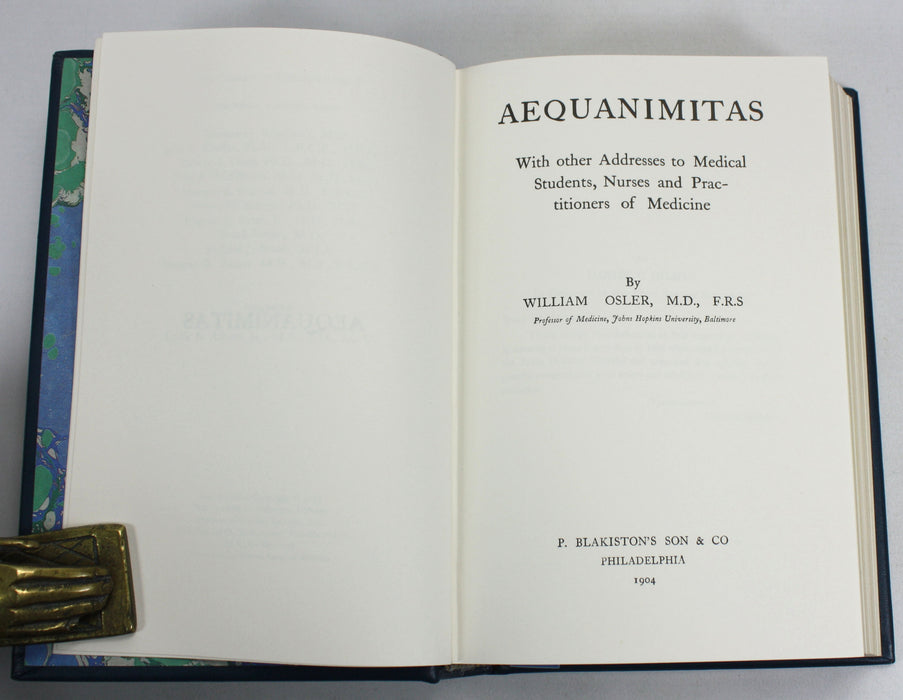 AEQUANIMITAS
With other Addresses to Medical
Students, Nurses and Prac-
titioners of Medicine
By
WILLIAM OSLER, M.D., F.R.S
Professor of Medicine, Johns Hopkins University, Baltimore
P. BLAKISTON'S SON & CO
PHILADELPHIA
1904